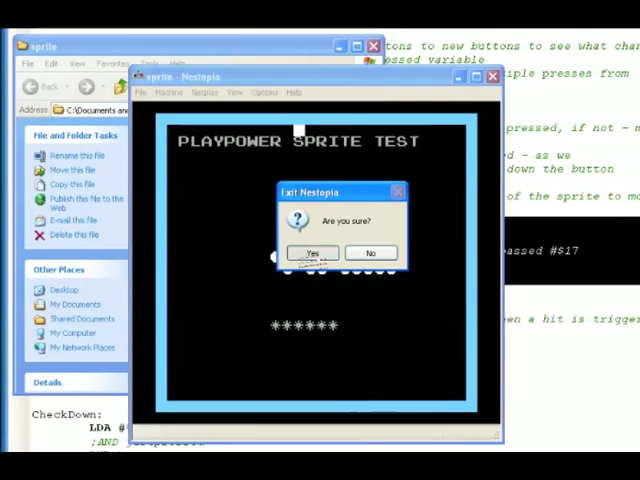 sprite
tons to new buttons to see what chan
essed variable
File Edit View Favorites Tools Help
iple presses from
Back
sprite - Nestopia
File Machine Netplay View Options Help
Address C:\Documents an
File and Folder Tasks
Rename this file
Move this file
Copy this file
Publish this file to the
Web
E-mail this file
Delete this file
Other Places
Desktop
My Documents
Shared Documents
My Computer
My Network Places
Details
PLAYPOWER SPRITE TEST
Exit Nestopia
Are you sure?
Yes
No
******
pressed, if not - n
ed - as we
down the button
of the sprite to mo
passed #$17
en a hit is trigger
CheckDown:
LDA #